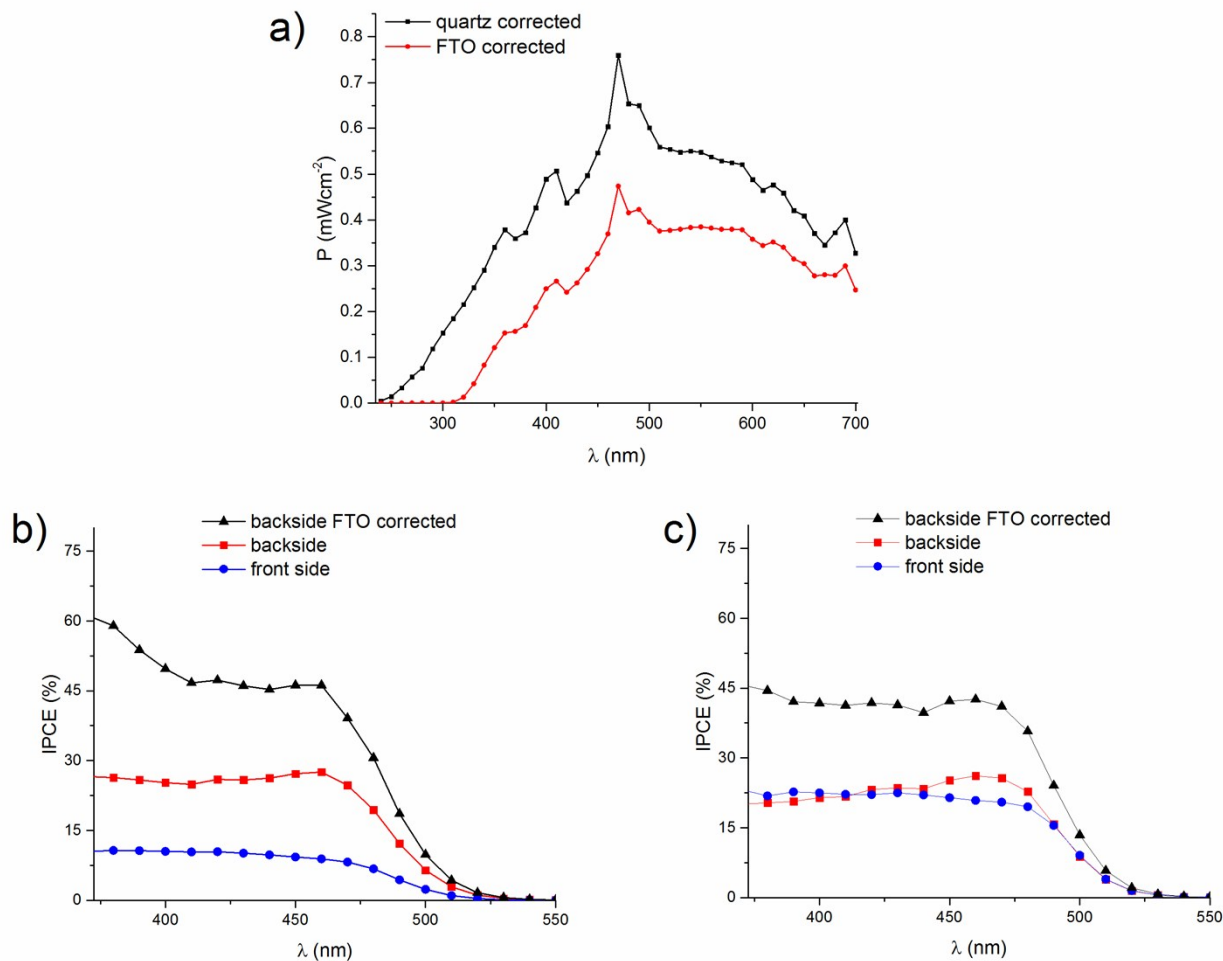 a)
quartz corrected
FTO corrected
0.8
0.7
0.6
0.5
0.4
0.3
0.2
0.1
0.0
P (mWcm⁻²)
300 400 500 600 700
λ (nm)
b)
backside FTO corrected
backside
front side
75
60
45
30
15
0
IPCE (%)
400 450 500 550
λ (nm)
c)
backside FTO corrected
backside
front side
75
60
45
30
15
0
IPCE (%)
400 450 500 550
λ (nm)